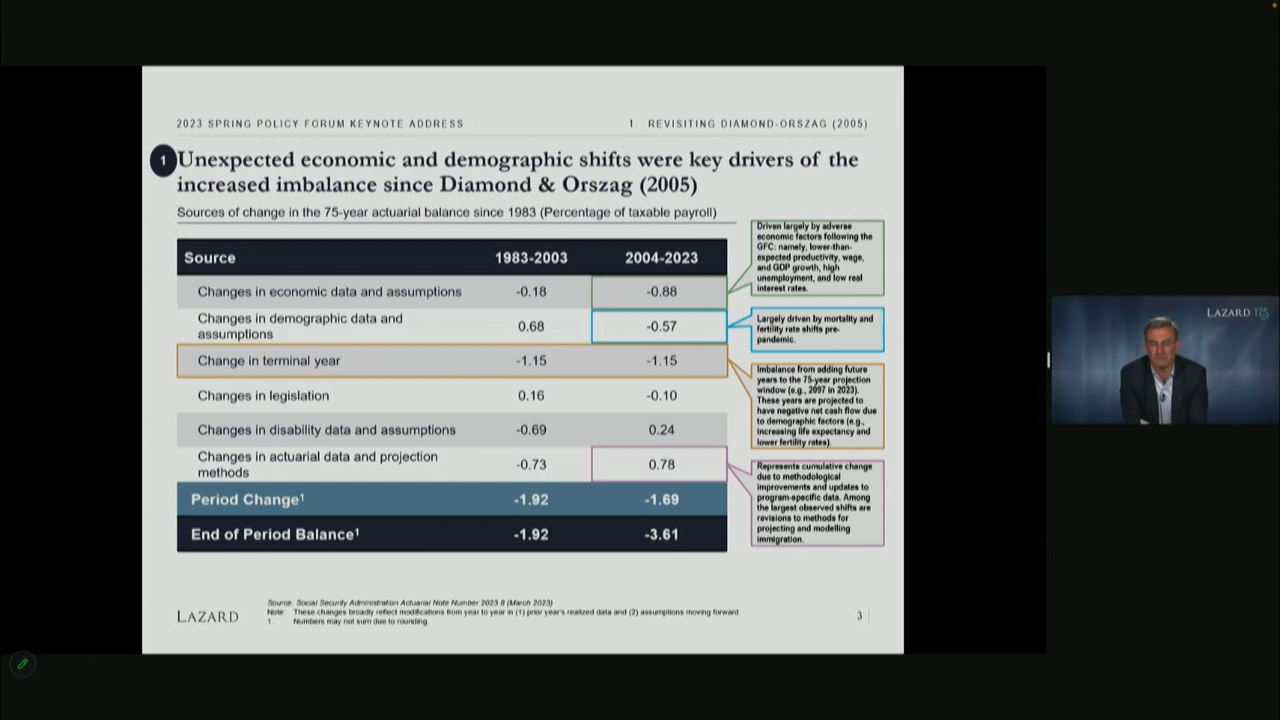 2023 SPRING POLICY FORUM KEYNOTE ADDRESS
1. REVISITING DIAMOND-ORSZAG (2005)
1
Unexpected economic and demographic shifts were key drivers of the
increased imbalance since Diamond & Orszag (2005)
Sources of change in the 75-year actuarial balance since 1983 (Percentage of taxable payroll)
Source 1983-2003 2004-2023
Changes in economic data and assumptions -0.18 -0.88
Changes in demographic data and
assumptions 0.68 -0.57
Change in terminal year -1.15 -1.15
Changes in legislation 0.16 -0.10
Changes in disability data and assumptions -0.69 0.24
Changes in actuarial data and projection
methods -0.73 0.78
Period Change¹ -1.92 -1.69
End of Period Balance¹ -1.92 -3.61
Driven largely by adverse
economic factors following the
GFC: namely, lower-than-
expected productivity, wage,
and GDP growth, high
unemployment, and low real
interest rates.
Largely driven by mortality and
fertility rate shifts pre-
pandemic.
Imbalance from adding future
years to the 75-year projection
window (e.g., 2097 in 2023).
These years are projected to
have negative net cash flow due
to demographic factors (e.g.,
increasing life expectancy and
lower fertility rates).
Represents cumulative change
due to methodological
improvements and updates to
program-specific data. Among
the largest observed shifts are
revisions to methods for
projecting and modelling
immigration.
LAZARD
Source: Social Security Administration Actuarial Note Number 2023.8 (March 2023)
Note: These changes broadly reflect modifications from year to year in (1) prior year's realized data and (2) assumptions moving forward.
1. Numbers may not sum due to rounding.
3
LAZARD 175